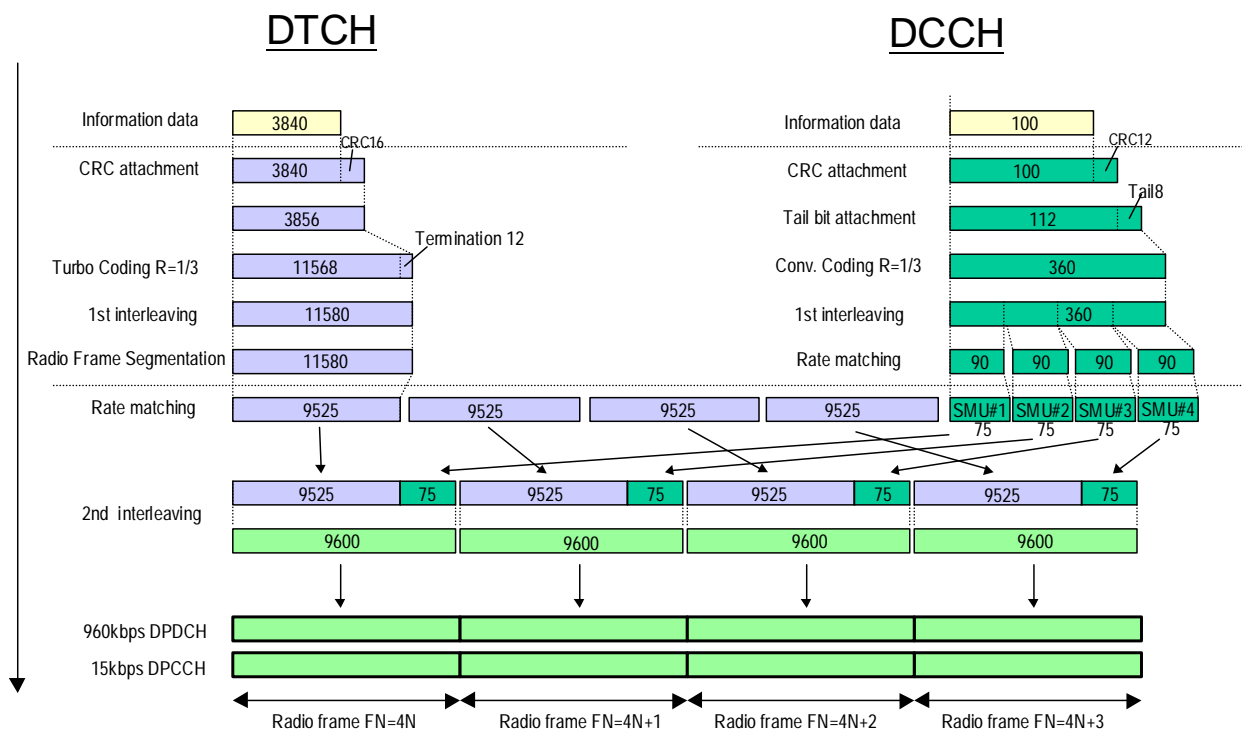 DTCH
DCCH
Information data
3840
CRC16
CRC attachment
3840
3856
Termination 12
Turbo Coding R=1/3
11568
1st interleaving
11580
Radio Frame Segmentation
11580
Information data
100
CRC12
CRC attachment
100
Tail8
Tail bit attachment
112
Conv. Coding R=1/3
360
1st interleaving
360
Rate matching
90 90 90 90
Rate matching
9525 9525 9525 9525
SMU#1 SMU#2 SMU#3 SMU#4
75 75 75 75
2nd interleaving
9525 75 9525 75 9525 75 9525 75
9600 9600 9600 9600
960kbps DPDCH
15kbps DPCCH
Radio frame FN=4N
Radio frame FN=4N+1
Radio frame FN=4N+2
Radio frame FN=4N+3